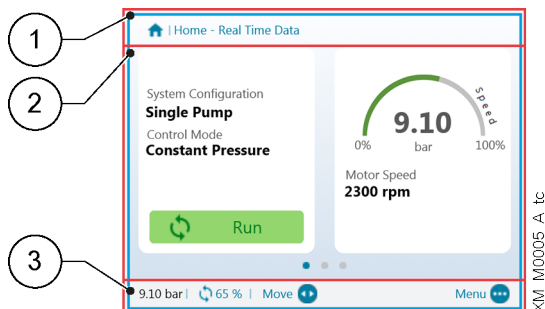 1
| Home - Real Time Data
2
System Configuration
Single Pump
Control Mode
Constant Pressure
Run
Speed
9.10
0% bar 100%
Motor Speed
2300 rpm
3
9.10 bar | 65 % | Move
Menu
XM_M0005_A_tc